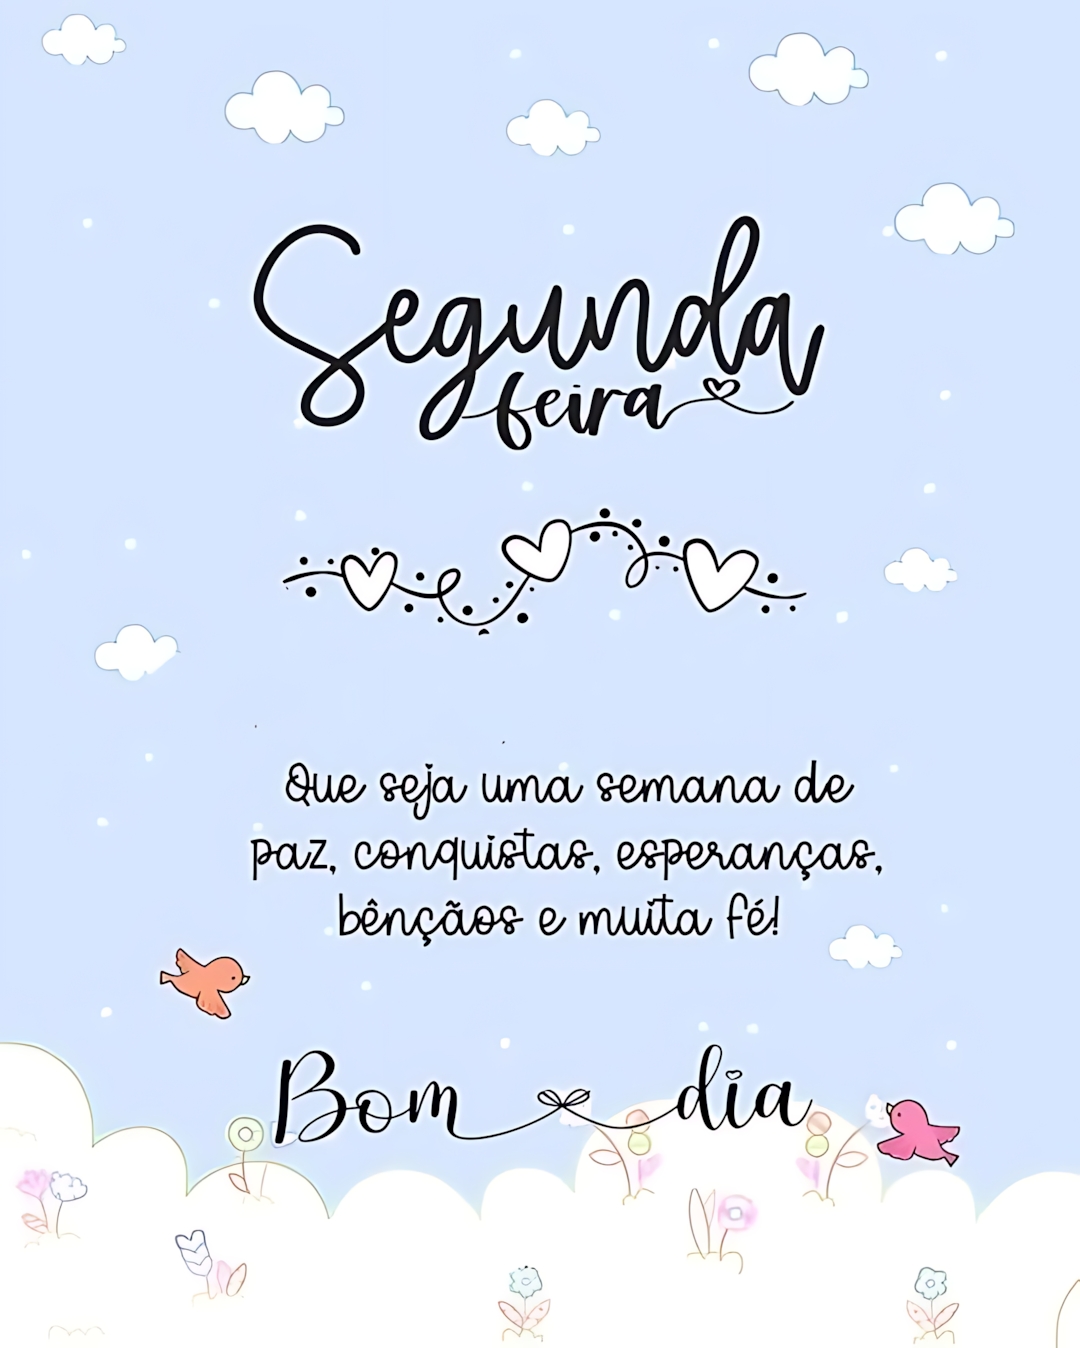 Segunda
feira
Que seja uma semana de
paz, conquistas, esperanças,
bênçãos e muita fé!
Bom dia